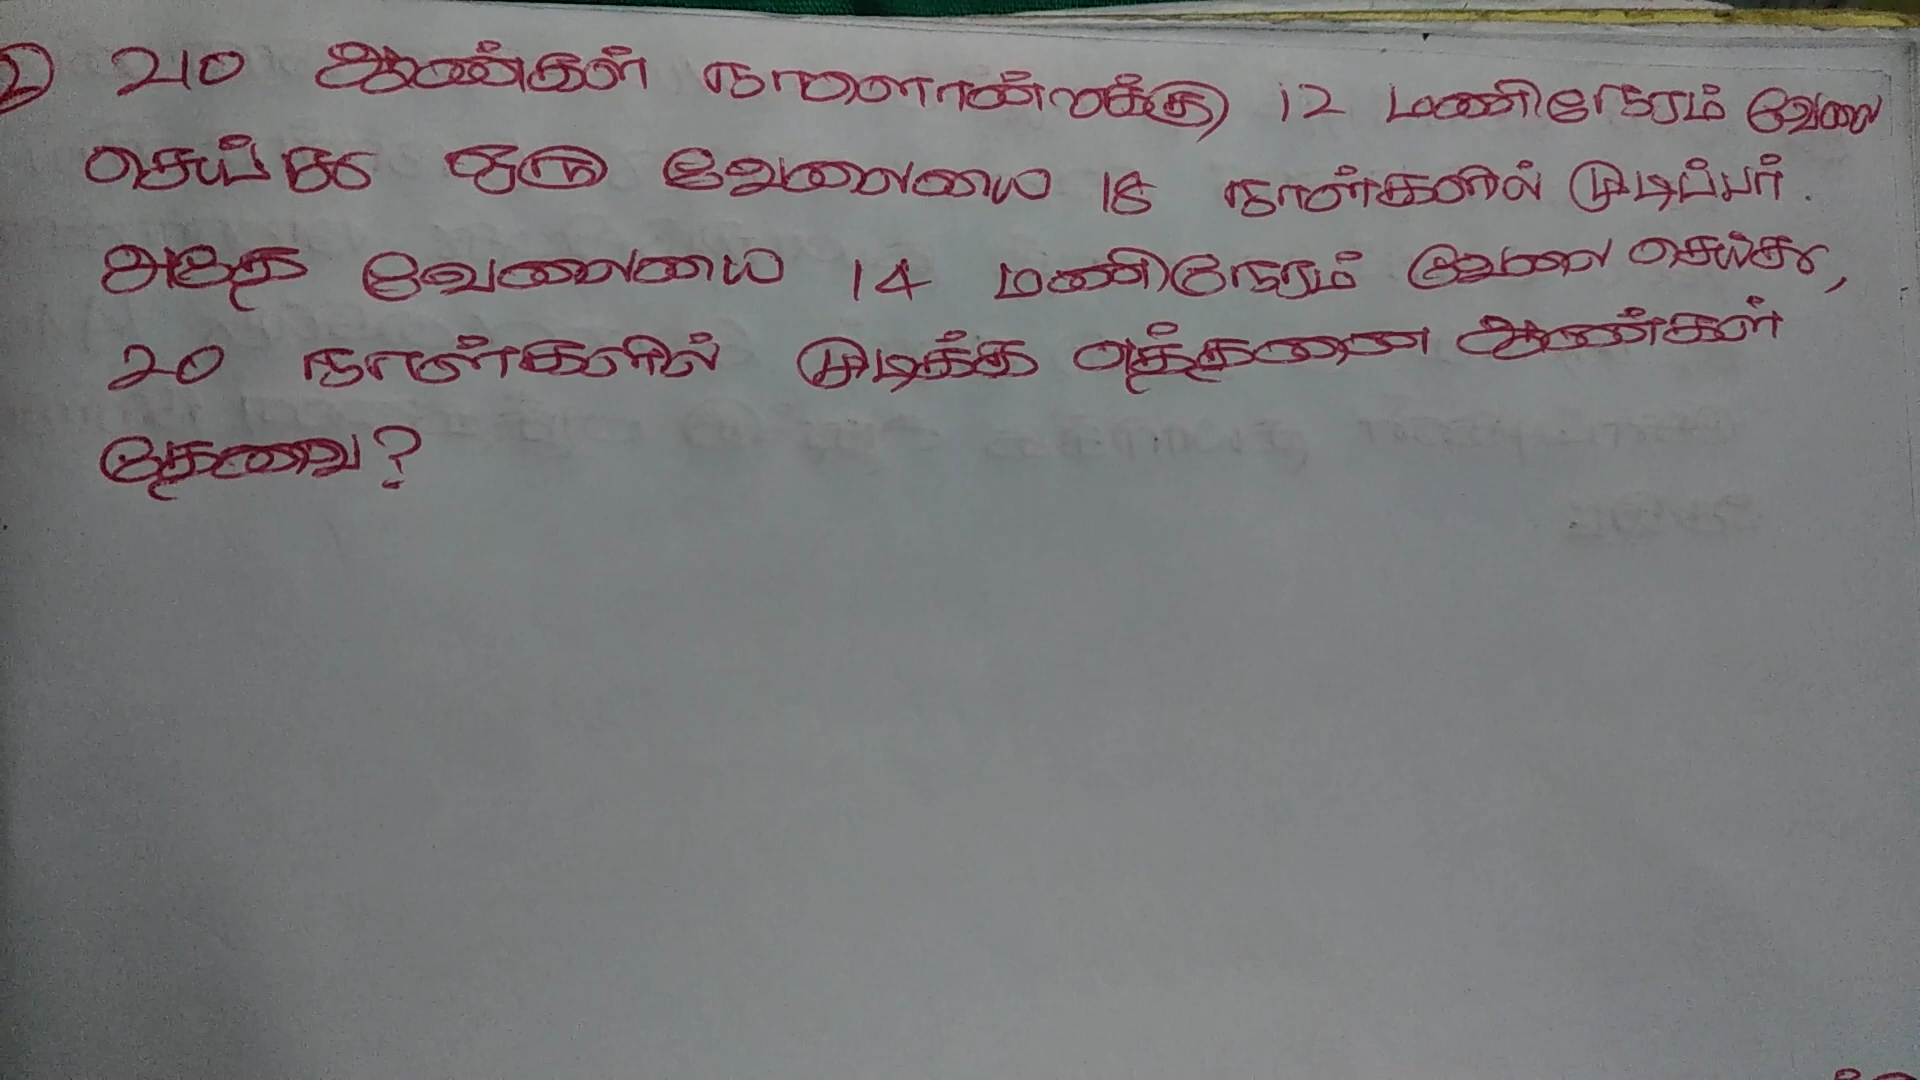 2) 210 ஆண்கள் நாளொன்றுக்கு 12 மணிநேரம் வேலை
செய்து ஒரு வேலையை 18 நாள்களில் முடிப்பர்.
அதே வேலையை 14 மணிநேரம் வேலை செய்து,
20 நாள்களில் முடிக்க எத்தனை ஆண்கள்
தேவை?